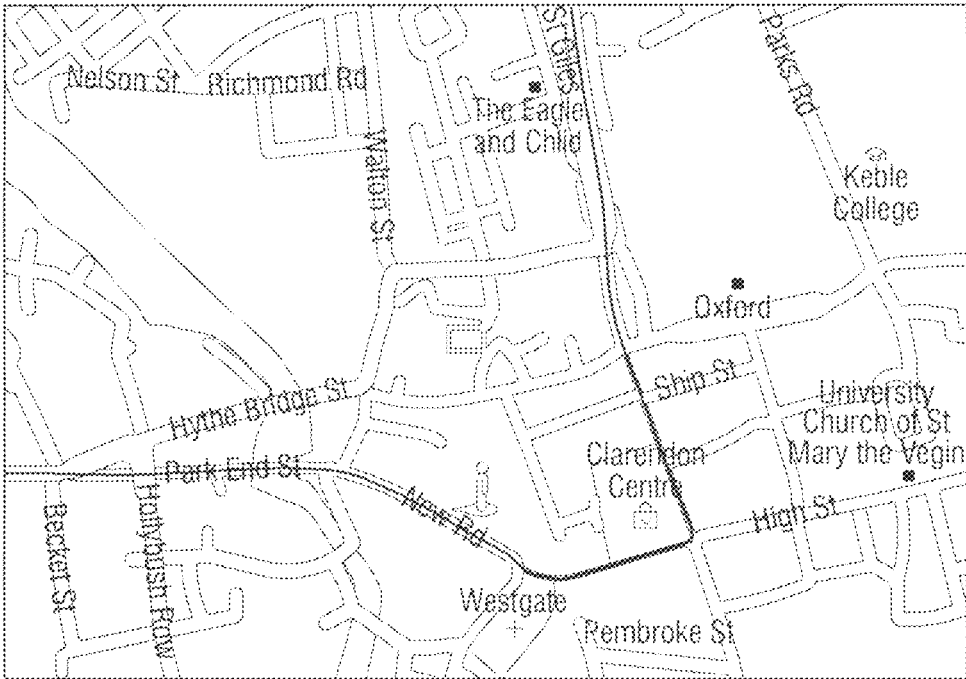 St Giles
Parks Rd
Nelson St
Richmond Rd
The Eagle
and Child
Walton St
Keble
College
Oxford
Ship St
Hythe Bridge St
University
Church of St
Mary the Vegin
Clarendon
Centre
Park End St
New Rd
High St
Becket St
Hollybush Row
Westgate
Pembroke St